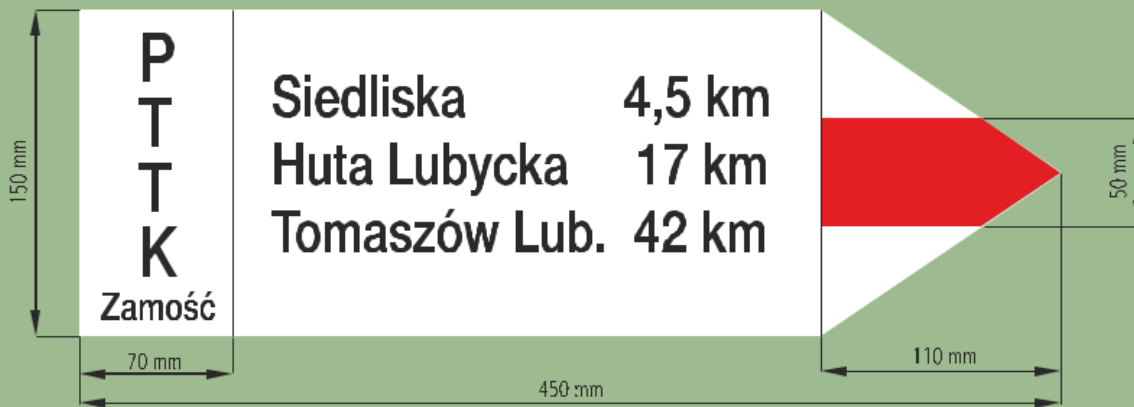 P
T
T
K
Zamość
Siedliska 4,5 km
Huta Lubycka 17 km
Tomaszów Lub. 42 km
150 mm
50 mm
70 mm
110 mm
450 mm